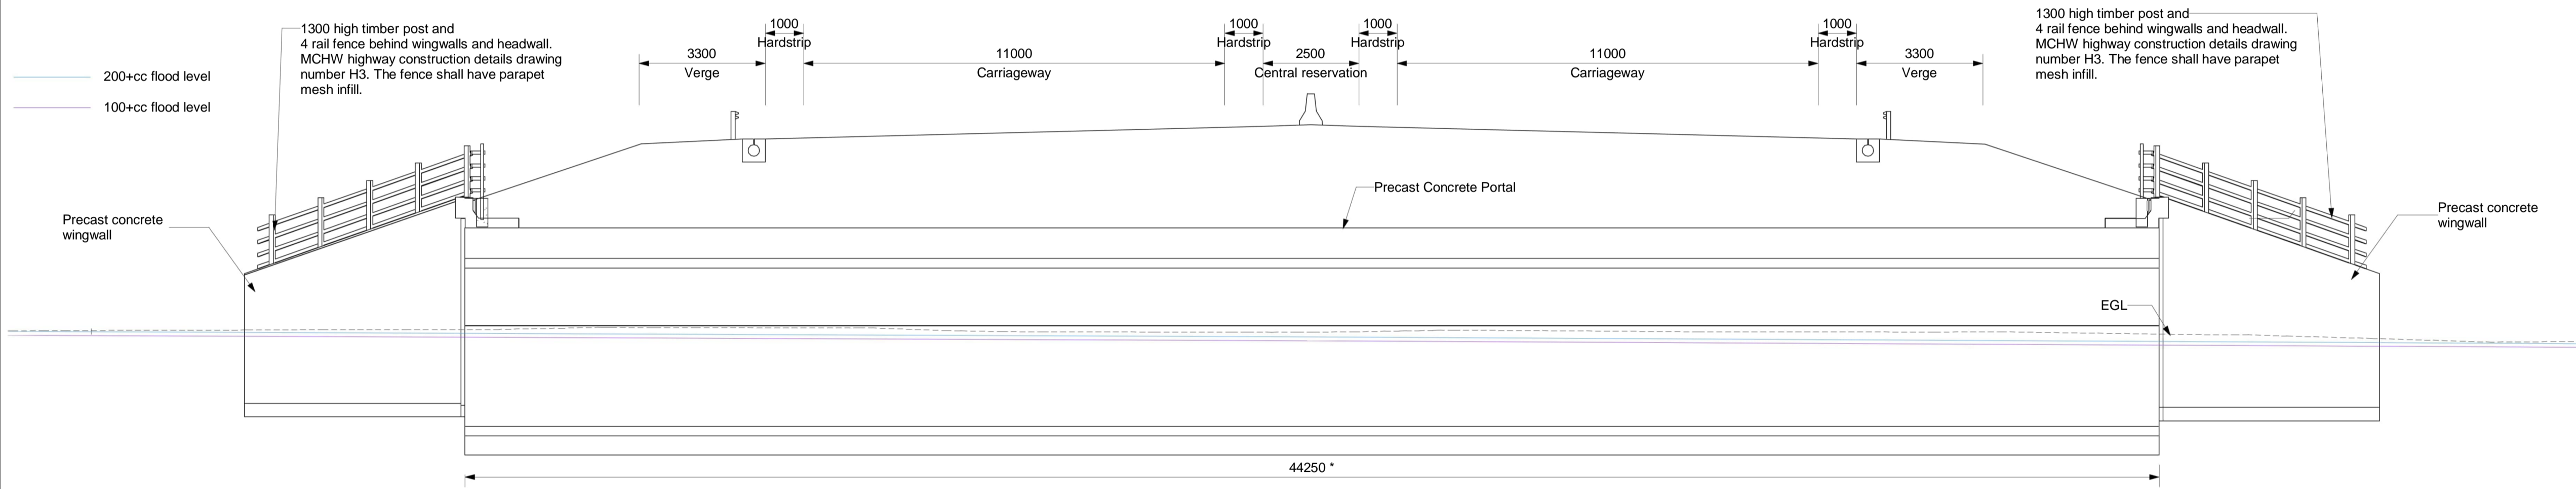 1300 high timber post and
4 rail fence behind wingwalls and headwall.
MCHW highway construction details drawing
number H3. The fence shall have parapet
mesh infill.
200+cc flood level
100+cc flood level
1000
Hardstrip
1000
Hardstrip
1000
Hardstrip
1000
Hardstrip
3300
Verge
11000
Carriageway
2500
Central reservation
11000
Carriageway
3300
Verge
1300 high timber post and
4 rail fence behind wingwalls and headwall.
MCHW highway construction details drawing
number H3. The fence shall have parapet
mesh infill.
Precast concrete
wingwall
Precast Concrete Portal
Precast concrete
wingwall
EGL
44250 *